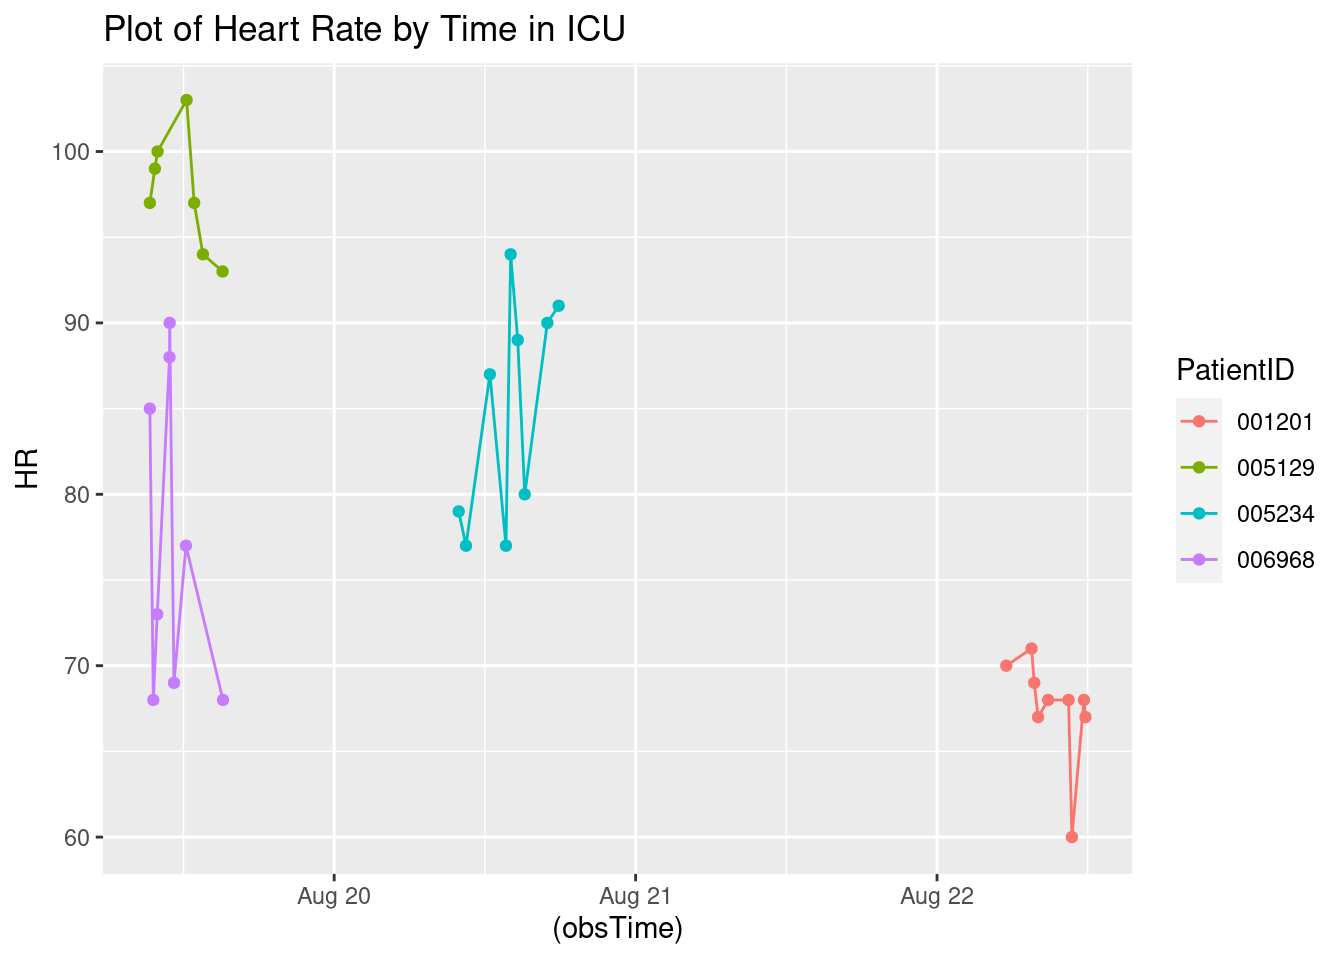 Plot of Heart Rate by Time in ICU
100
90
80
70
60
HR
Aug 20
Aug 21
Aug 22
(obsTime)
PatientID
001201
005129
005234
006968